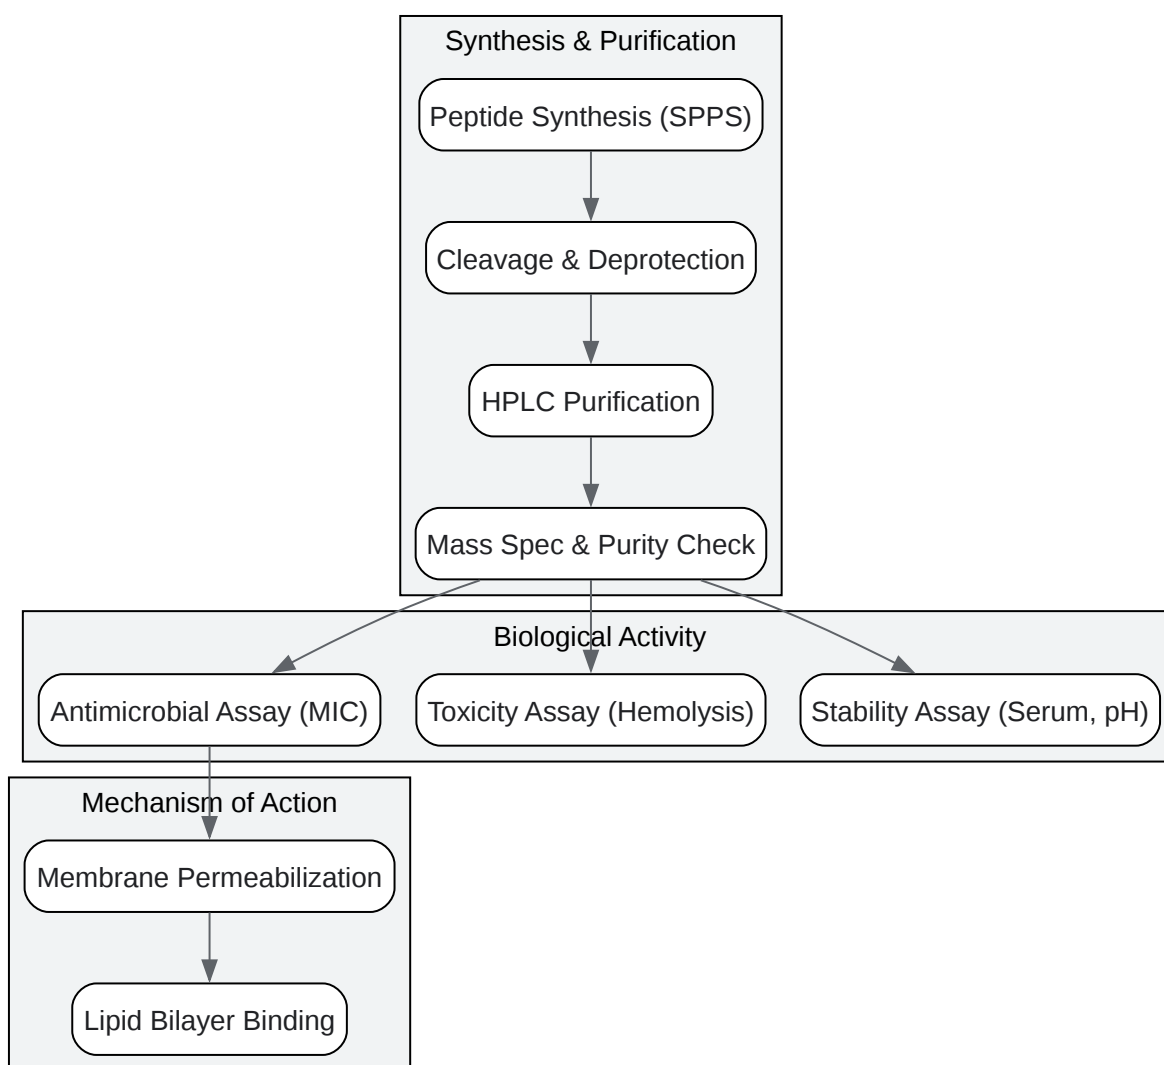 Synthesis & Purification
Peptide Synthesis (SPPS)
Cleavage & Deprotection
HPLC Purification
Mass Spec & Purity Check
Biological Activity
Antimicrobial Assay (MIC)
Toxicity Assay (Hemolysis)
Stability Assay (Serum, pH)
Mechanism of Action
Membrane Permeabilization
Lipid Bilayer Binding